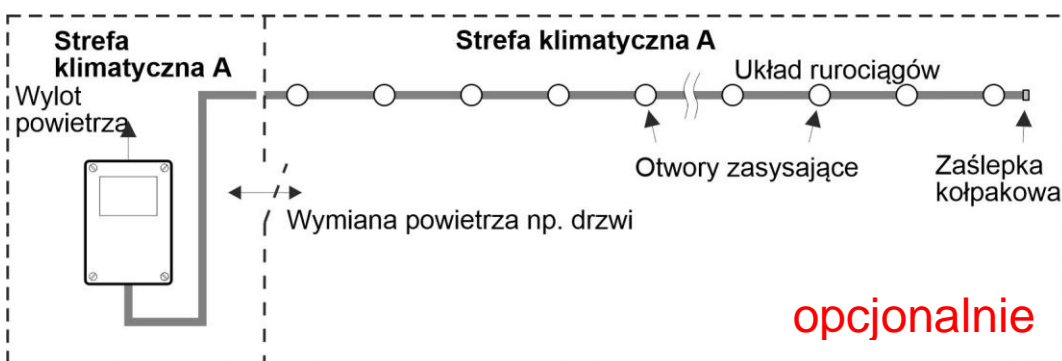 Strefa
klimatyczna A
Strefa klimatyczna A
Wylot
powietrza
Układ rurociągów
Otwory zasysające
Zaślepka
kołpakowa
Wymiana powietrza np. drzwi
opcjonalnie